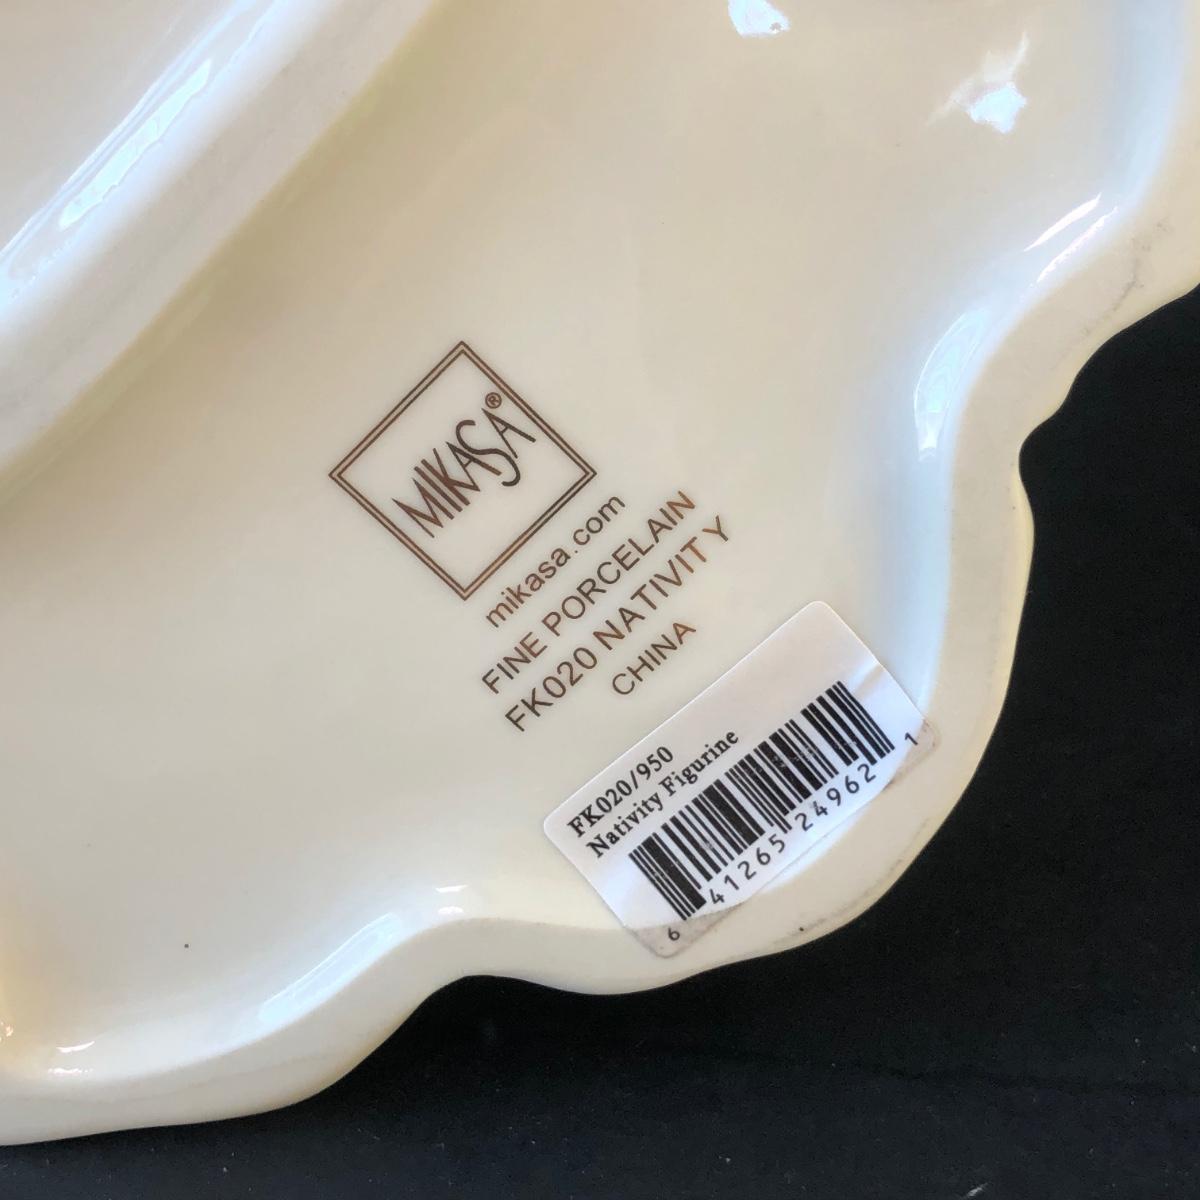 MIKASA®
mikasa.com
FINE PORCELAIN
FK020 NATIVITY
CHINA
FK020/950
Nativity Figurine
6 41265 24962 1